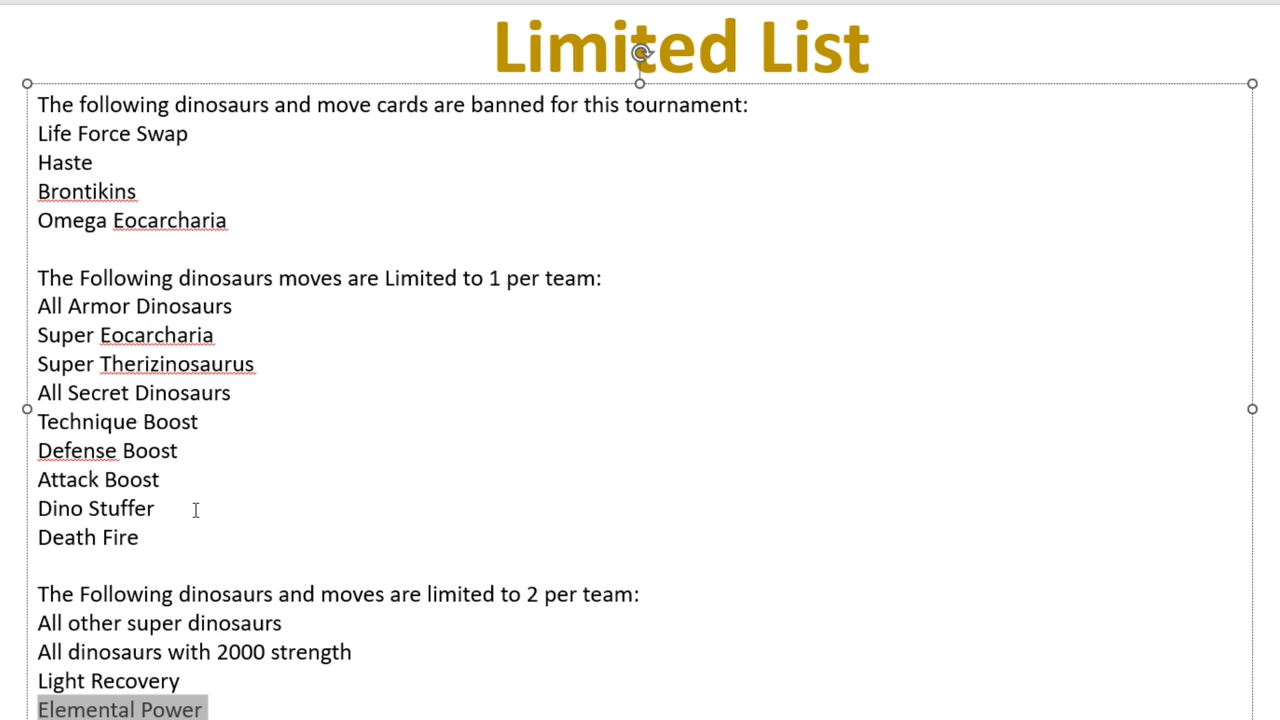 Limited List
The following dinosaurs and move cards are banned for this tournament:
Life Force Swap
Haste
Brontikins
Omega Eocarcharia
The Following dinosaurs moves are Limited to 1 per team:
All Armor Dinosaurs
Super Eocarcharia
Super Therizinosaurus
All Secret Dinosaurs
Technique Boost
Defense Boost
Attack Boost
Dino Stuffer
Death Fire
The Following dinosaurs and moves are limited to 2 per team:
All other super dinosaurs
All dinosaurs with 2000 strength
Light Recovery
Elemental Power